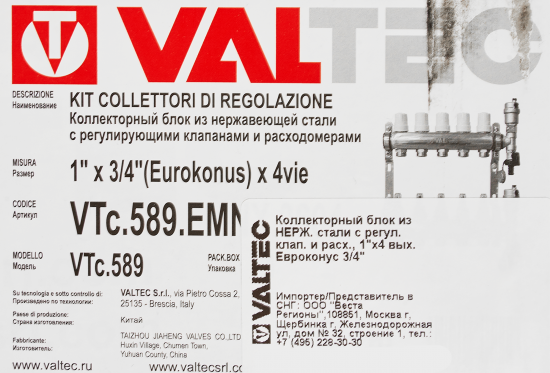 VALTEC
DESCRIZIONE
Наименование
KIT COLLETTORI DI REGOLAZIONE
Коллекторный блок из нержавеющей стали
с регулирующими клапанами и расходомерами
MISURA
Размер
1" x 3/4"(Eurokonus) x 4vie
CODICE
Артикул
VTc.589.EMN
MODELLO
Модель
VTc.589
PACK.BOX
Упаковка
Su tecnologia e sotto controllo di:
Произведено по технологии:
VALTEC S.r.l., via Pietro Cossa 2,
25135 - Brescia, Italy
Paese di produzione:
Страна изготовления:
Китай
Fabbricante:
Изготовитель:
TAIZHOU JIAHENG VALVES CO.,LTD
Huxin Village, Chumen Town,
Yuhuan County, China
www.valtec.ru
www.valtecsrl.co
VALTEC
Коллекторный блок из
НЕРЖ. стали с регул.
клап. и расх., 1"х4 вых.
Евроконус 3/4"
Импортер/Представитель в
СНГ: ООО "Веста
Регионы",108851, Москва г,
Щербинка г, Железнодорожная
ул, дом № 32, строение 1, тел.:
+7 (495) 228-30-30